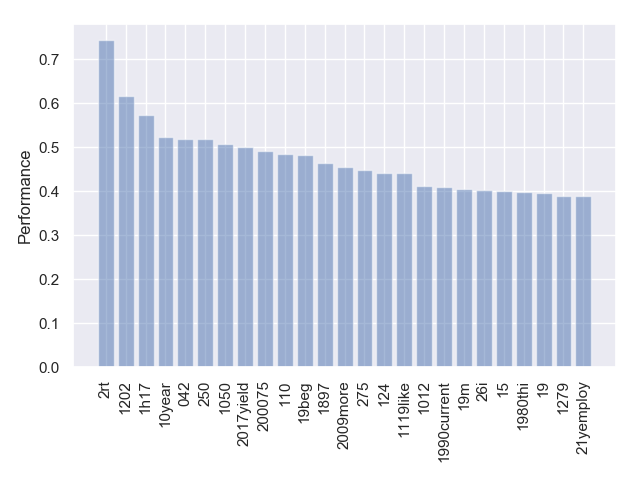 Performance
0.7
0.6
0.5
0.4
0.3
0.2
0.1
0.0
2rt
1202
1h17
10year
042
250
1050
2017yield
200075
110
19beg
1897
2009more
275
124
1119like
1012
1990current
19m
26i
15
1980thi
19
1279
21yemploy